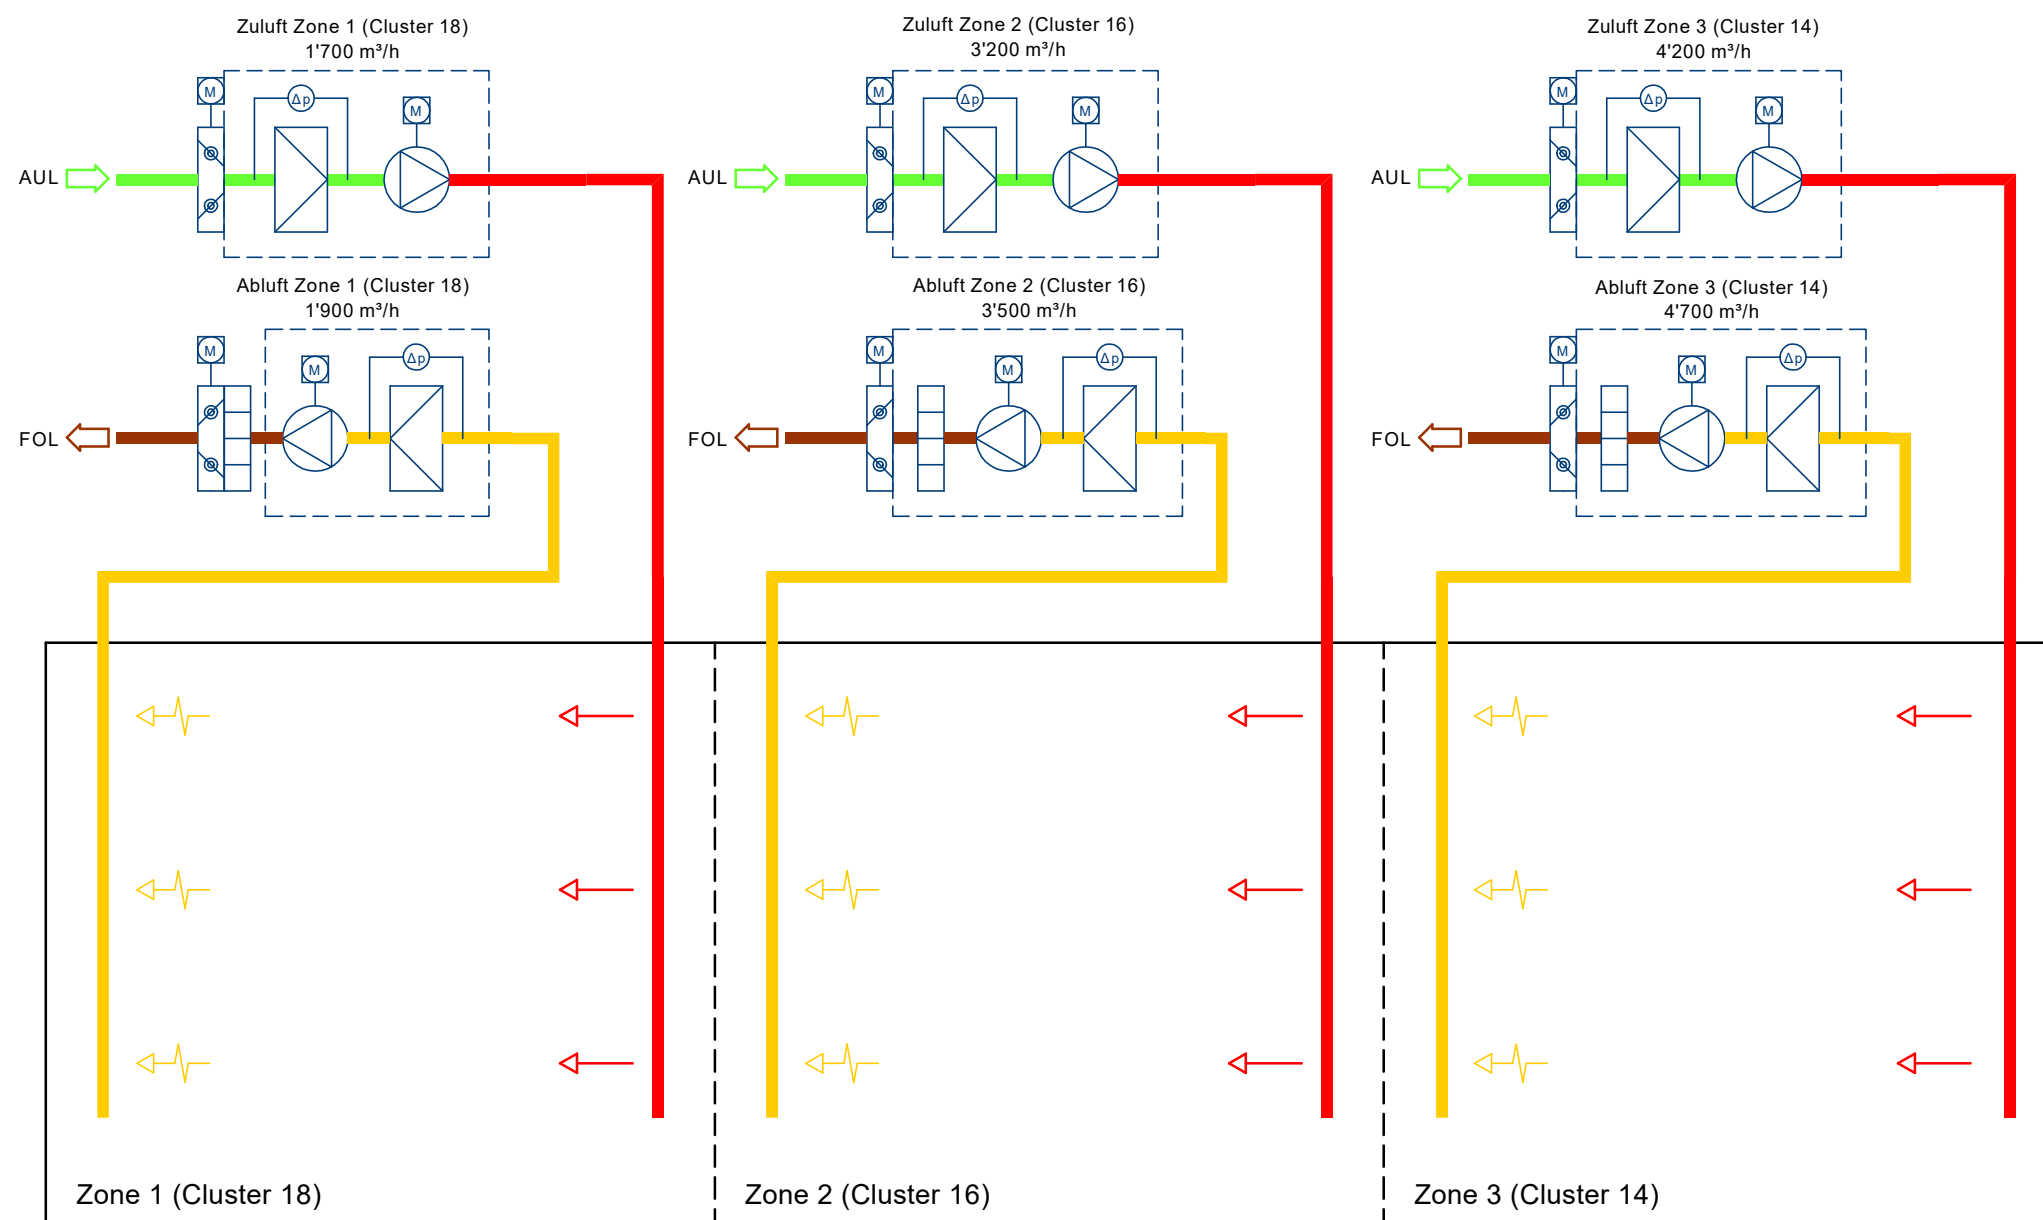 Zuluft Zone 1 (Cluster 18)
1'700 m³/h
Zuluft Zone 2 (Cluster 16)
3'200 m³/h
Zuluft Zone 3 (Cluster 14)
4'200 m³/h
M
Δp
M
M
Δp
M
M
Δp
M
AUL
AUL
AUL
Abluft Zone 1 (Cluster 18)
1'900 m³/h
Abluft Zone 2 (Cluster 16)
3'500 m³/h
Abluft Zone 3 (Cluster 14)
4'700 m³/h
M
M
Δp
M
M
Δp
M
M
Δp
FOL
FOL
FOL
Zone 1 (Cluster 18)
Zone 2 (Cluster 16)
Zone 3 (Cluster 14)